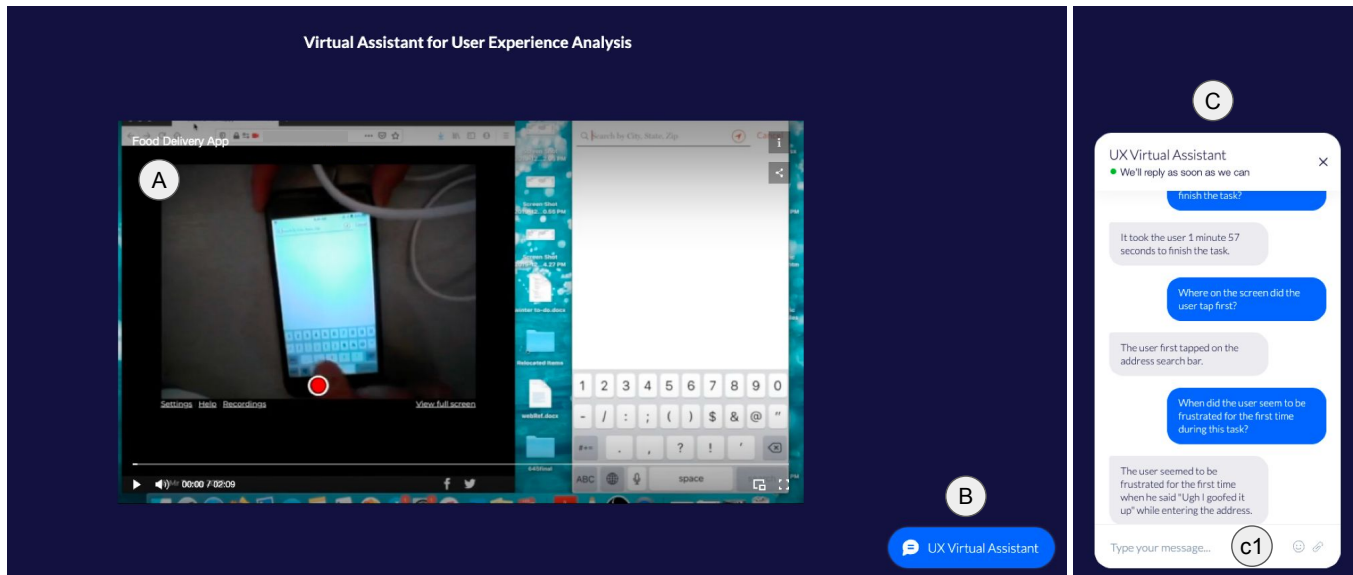 Virtual Assistant for User Experience Analysis
Food Delivery App
A
Search by City, State, Zip
Settings Help Recordings
View full screen
1 2 3 4 5 6 7 8 9 0
- / : ; ( ) $ & @ "
#+=
. , ? ! '
ABC
space
00:00 / 02:09
B
UX Virtual Assistant
C
UX Virtual Assistant
We'll reply as soon as we can
finish the task?
It took the user 1 minute 57
seconds to finish the task.
Where on the screen did the
user tap first?
The user first tapped on the
address search bar.
When did the user seem to be
frustrated for the first time
during this task?
The user seemed to be
frustrated for the first time
when he said "Ugh I goofed it
up" while entering the address.
Type your message...
c1